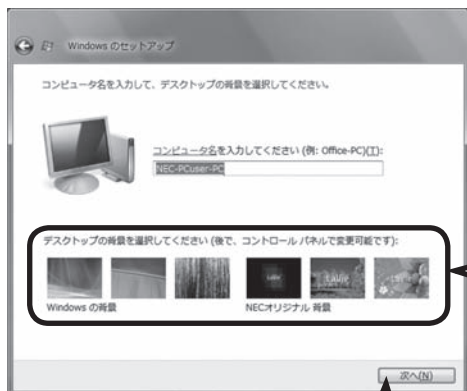 Windows のセットアップ
コンピュータ名を入力して、デスクトップの背景を選択してください。
コンピュータ名を入力してください (例: Office-PC)(I):
NEC-PCuser-PC
デスクトップの背景を選択してください (後で、コントロール パネルで変更可能です):
Windows の背景
NECオリジナル 背景
次へ(N)